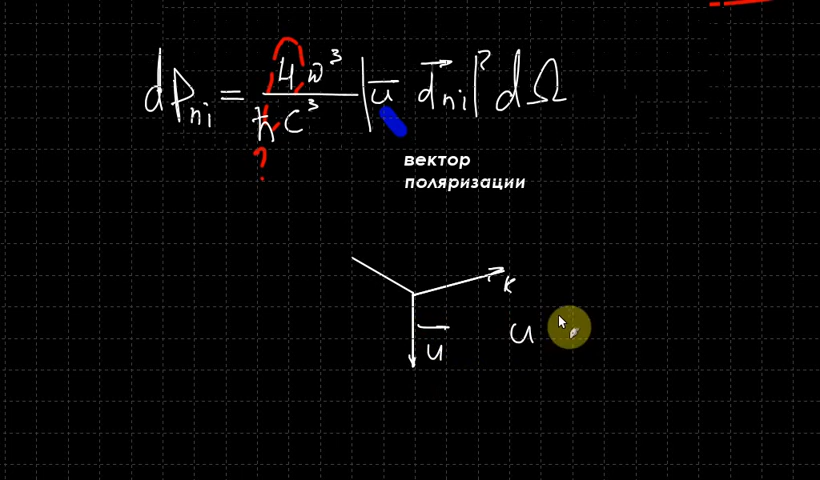 dP_ni = 4ω³ / ħc³ |u̅ d⃗_ni|² dΩ
?
вектор
поляризации
к
u̅ u